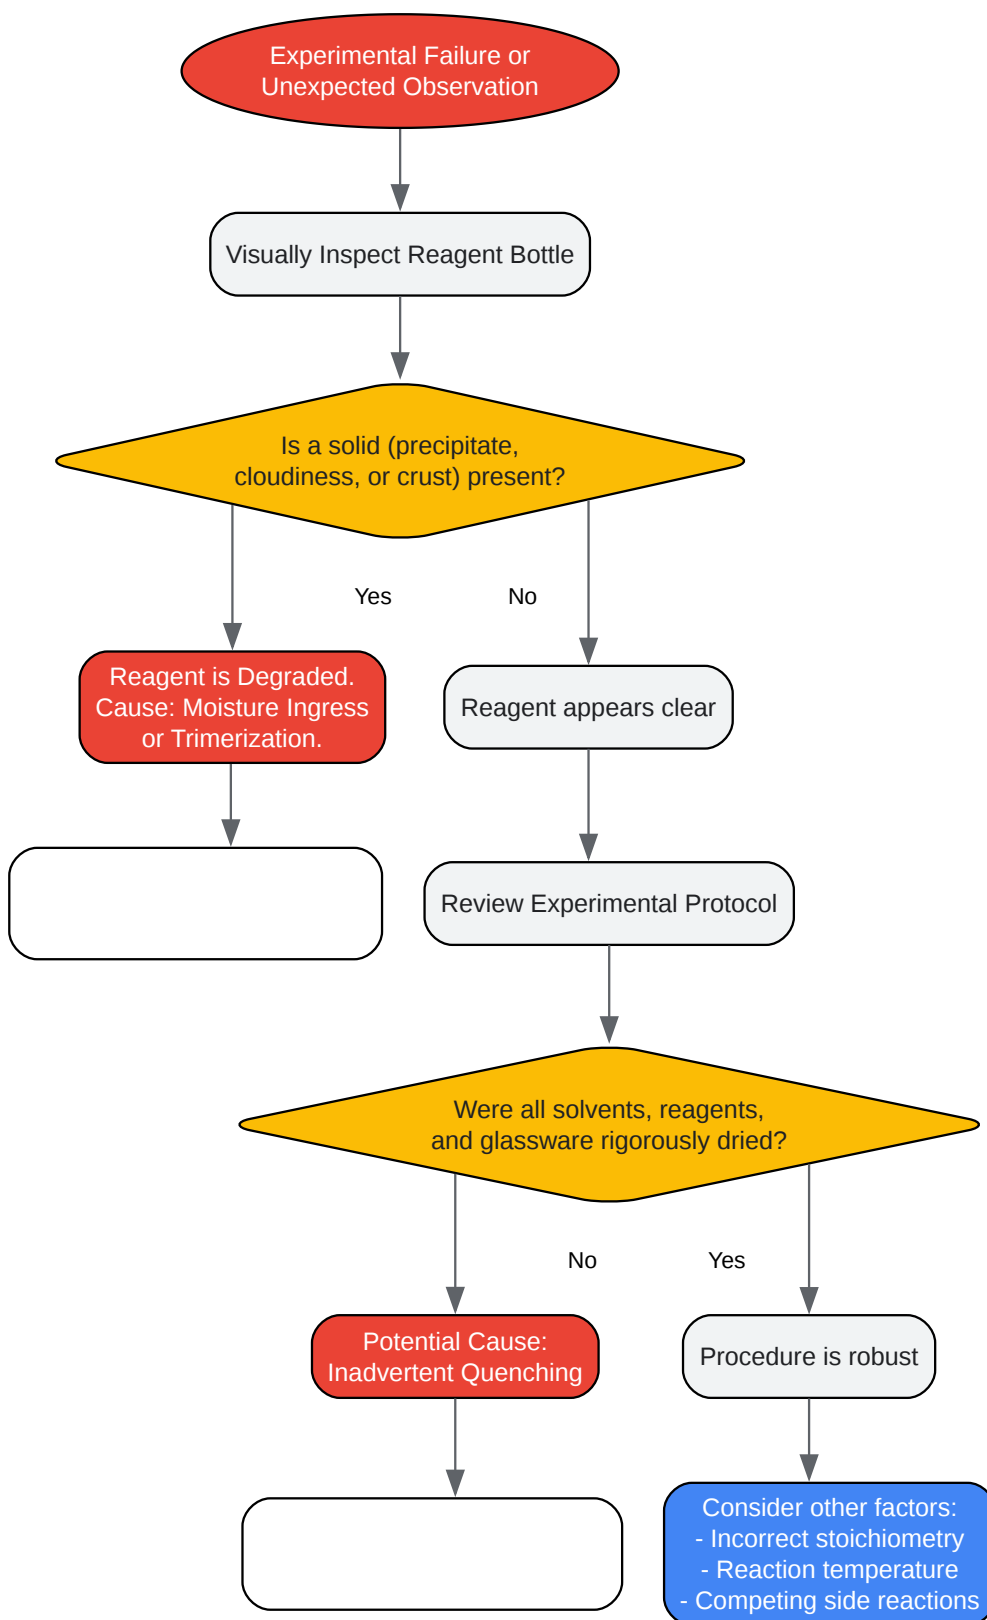 Experimental Failure or
Unexpected Observation
Visually Inspect Reagent Bottle
Is a solid (precipitate,
cloudiness, or crust) present?
Yes
No
Reagent is Degraded.
Cause: Moisture Ingress
or Trimerization.
Reagent appears clear
Review Experimental Protocol
Were all solvents, reagents,
and glassware rigorously dried?
No
Yes
Potential Cause:
Inadvertent Quenching
Procedure is robust
Consider other factors:
- Incorrect stoichiometry
- Reaction temperature
- Competing side reactions